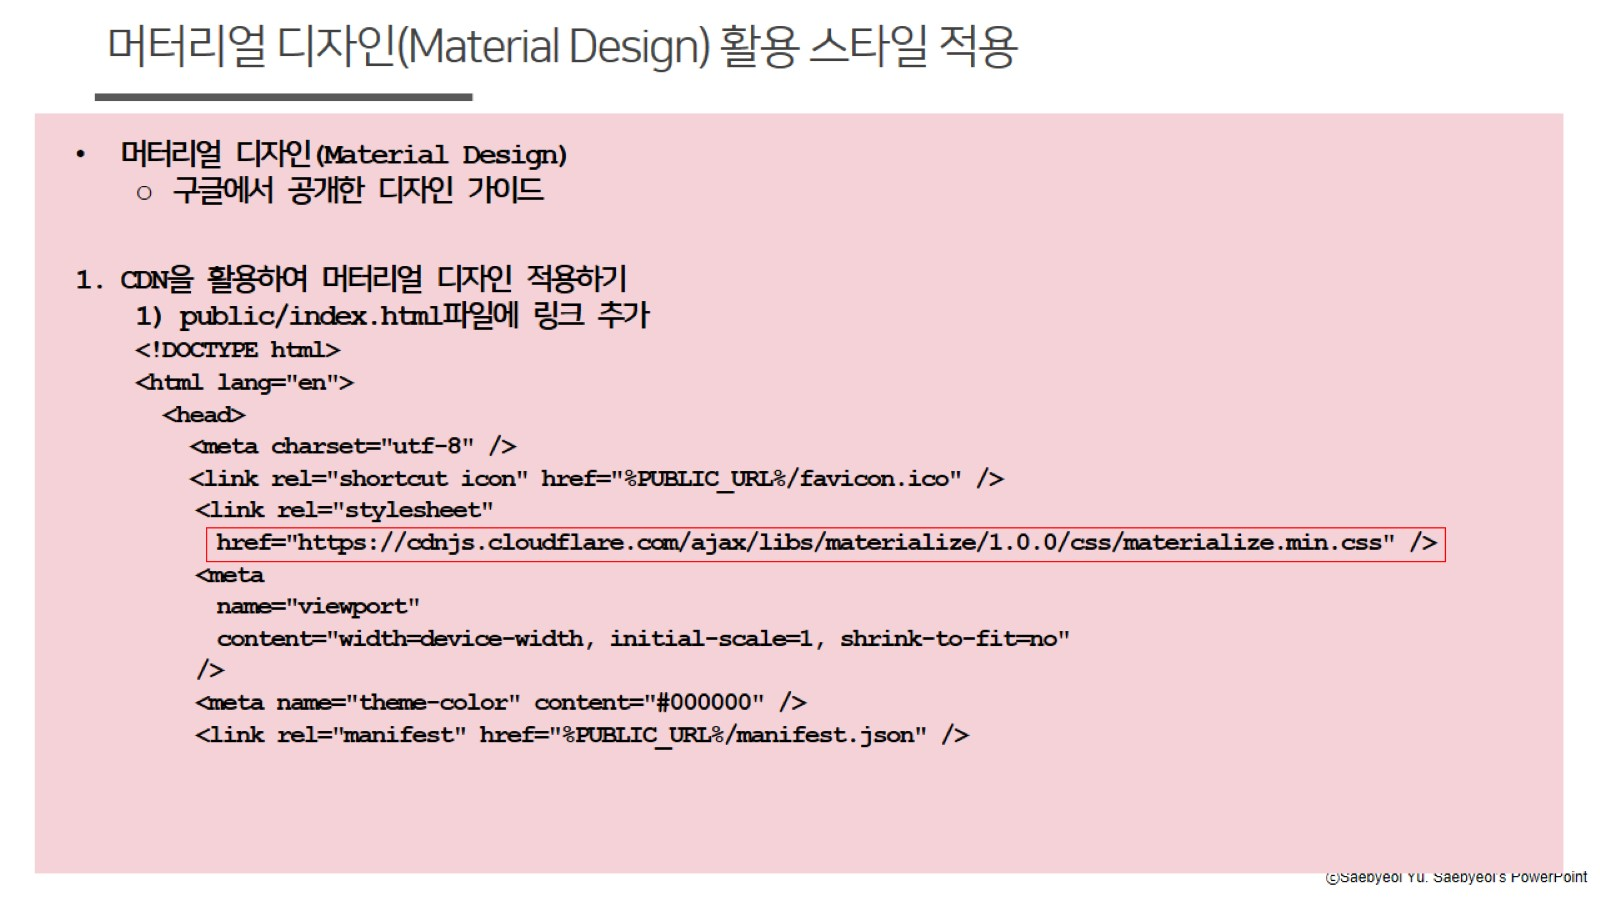 머터리얼 디자인(Material Design) 활용 스타일 적용
• 머터리얼 디자인(Material Design)
○ 구글에서 공개한 디자인 가이드
1. CDN을 활용하여 머터리얼 디자인 적용하기
1) public/index.html파일에 링크 추가
<!DOCTYPE html>
<html lang="en">
<head>
<meta charset="utf-8" />
<link rel="shortcut icon" href="%PUBLIC_URL%/favicon.ico" />
<link rel="stylesheet"
href="https://cdnjs.cloudflare.com/ajax/libs/materialize/1.0.0/css/materialize.min.css" />
<meta
name="viewport"
content="width=device-width, initial-scale=1, shrink-to-fit=no"
/>
<meta name="theme-color" content="#000000" />
<link rel="manifest" href="%PUBLIC_URL%/manifest.json" />
ⓒSaebyeol Yu. Saebyeol's PowerPoint